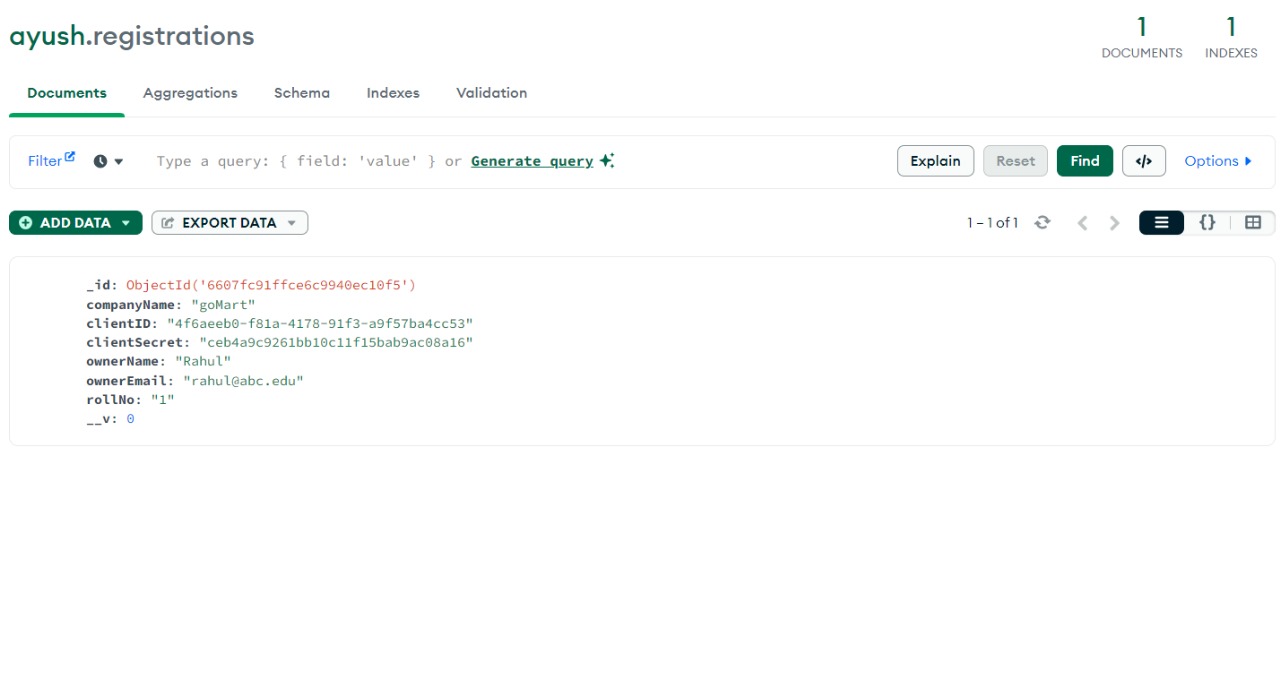 ayush.registrations
1 DOCUMENTS
1 INDEXES
Documents Aggregations Schema Indexes Validation
Filter Type a query: { field: 'value' } or Generate query Explain Reset Find </> Options
ADD DATA EXPORT DATA 1 – 1 of 1 {}
_id: ObjectId('6607fc91ffce6c9940ec10f5')
companyName: "goMart"
clientID: "4f6aeeb0-f81a-4178-91f3-a9f57ba4cc53"
clientSecret: "ceb4a9c9261bb10c11f15bab9ac08a16"
ownerName: "Rahul"
ownerEmail: "rahul@abc.edu"
rollNo: "1"
__v: 0